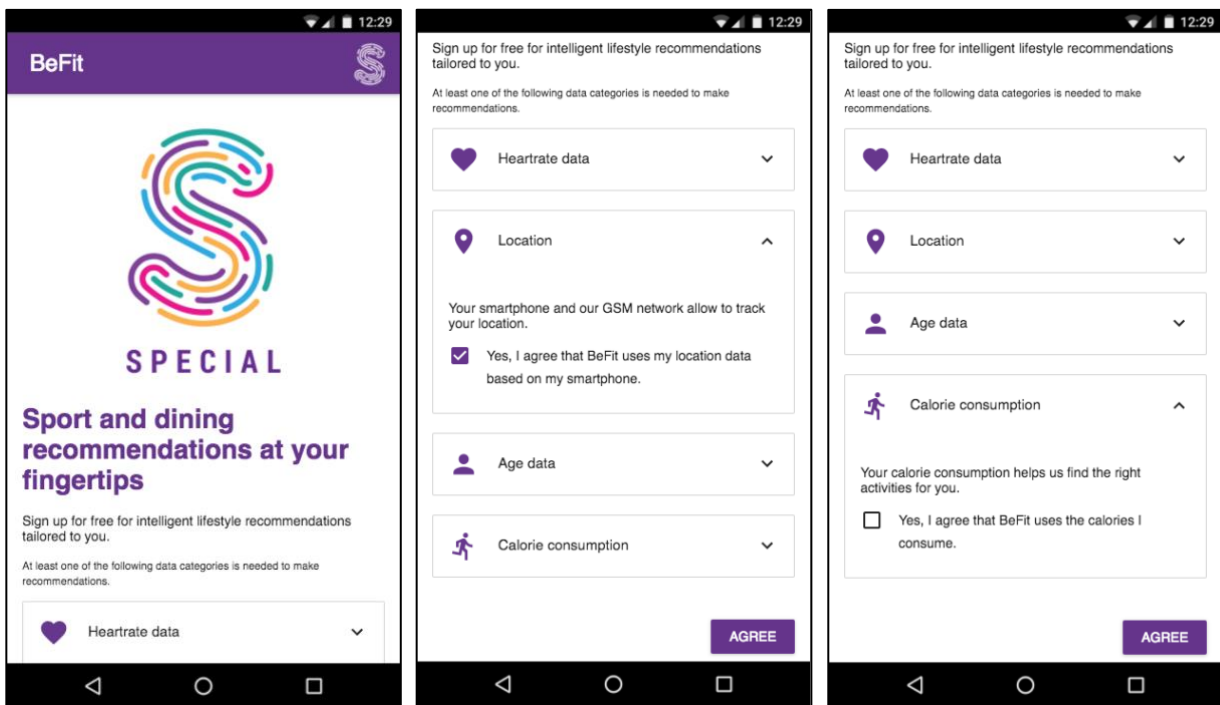 12:29
BeFit
SPECIAL
Sport and dining
recommendations at your
fingertips
Sign up for free for intelligent lifestyle recommendations
tailored to you.
At least one of the following data categories is needed to make
recommendations.
Heartrate data
12:29
Sign up for free for intelligent lifestyle recommendations
tailored to you.
At least one of the following data categories is needed to make
recommendations.
Heartrate data
Location
Your smartphone and our GSM network allow to track
your location.
Yes, I agree that BeFit uses my location data
based on my smartphone.
Age data
Calorie consumption
AGREE
12:29
Sign up for free for intelligent lifestyle recommendations
tailored to you.
At least one of the following data categories is needed to make
recommendations.
Heartrate data
Location
Age data
Calorie consumption
Your calorie consumption helps us find the right
activities for you.
Yes, I agree that BeFit uses the calories I
consume.
AGREE